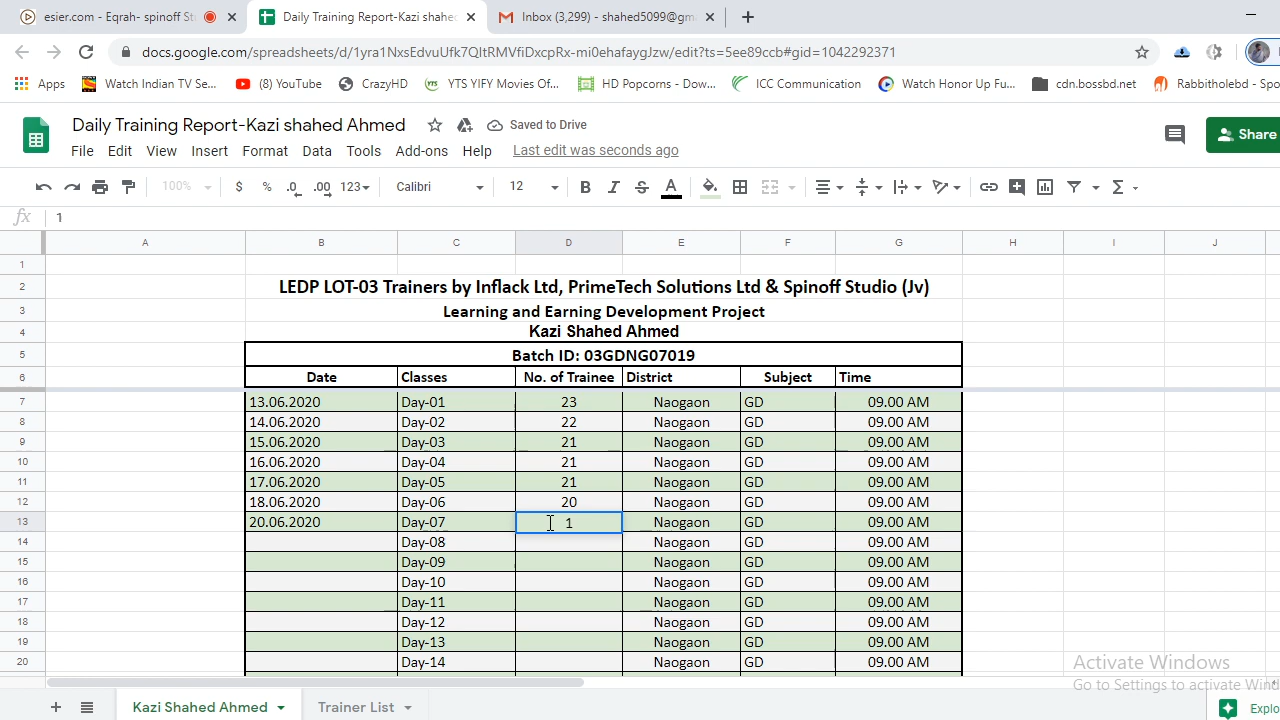 esier.com - Eqrah- spinoff St
Daily Training Report-Kazi shahe
Inbox (3,299) - shahed5099@gm
docs.google.com/spreadsheets/d/1yra1NxsEdvuUfk7QltRMVfiDxcpRx-mi0ehafaygJzw/edit?ts=5ee89ccb#gid=1042292371
Apps Watch Indian TV Se... (8) YouTube CrazyHD YTS YIFY Movies Of... HD Popcorns - Dow... ICC Communication Watch Honor Up Fu... cdn.bossbd.net Rabbitholebd - Spo
Daily Training Report-Kazi shahed Ahmed Saved to Drive
File Edit View Insert Format Data Tools Add-ons Help Last edit was seconds ago
Share
100% $ % .0 .00 123 Calibri 12 B I S A
fx 1
A B C D E F G H I J
1
2 LEDP LOT-03 Trainers by Inflack Ltd, PrimeTech Solutions Ltd & Spinoff Studio (Jv)
3 Learning and Earning Development Project
4 Kazi Shahed Ahmed
5 Batch ID: 03GDNG07019
6 Date Classes No. of Trainee District Subject Time
7 13.06.2020 Day-01 23 Naogaon GD 09.00 AM
8 14.06.2020 Day-02 22 Naogaon GD 09.00 AM
9 15.06.2020 Day-03 21 Naogaon GD 09.00 AM
10 16.06.2020 Day-04 21 Naogaon GD 09.00 AM
11 17.06.2020 Day-05 21 Naogaon GD 09.00 AM
12 18.06.2020 Day-06 20 Naogaon GD 09.00 AM
13 20.06.2020 Day-07 1 Naogaon GD 09.00 AM
14 Day-08 Naogaon GD 09.00 AM
15 Day-09 Naogaon GD 09.00 AM
16 Day-10 Naogaon GD 09.00 AM
17 Day-11 Naogaon GD 09.00 AM
18 Day-12 Naogaon GD 09.00 AM
19 Day-13 Naogaon GD 09.00 AM
20 Day-14 Naogaon GD 09.00 AM
Activate Windows
Go to Settings to activate Wind
Kazi Shahed Ahmed Trainer List Explo